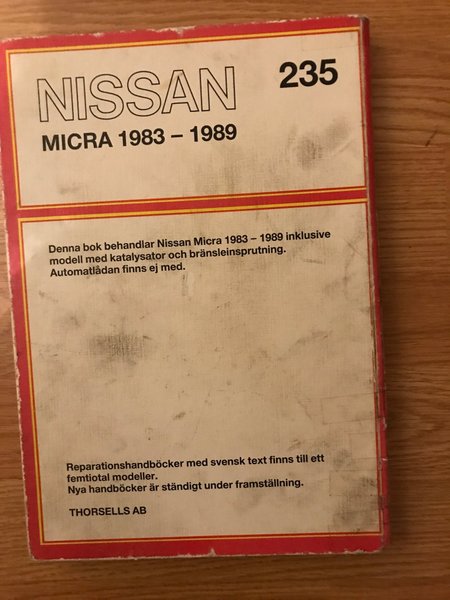 NISSAN 235
MICRA 1983 – 1989
Denna bok behandlar Nissan Micra 1983 – 1989 inklusive
modell med katalysator och bränsleinsprutning.
Automatlådan finns ej med.
Reparationshandböcker med svensk text finns till ett
femtiotal modeller.
Nya handböcker är ständigt under framställning.
THORSELLS AB